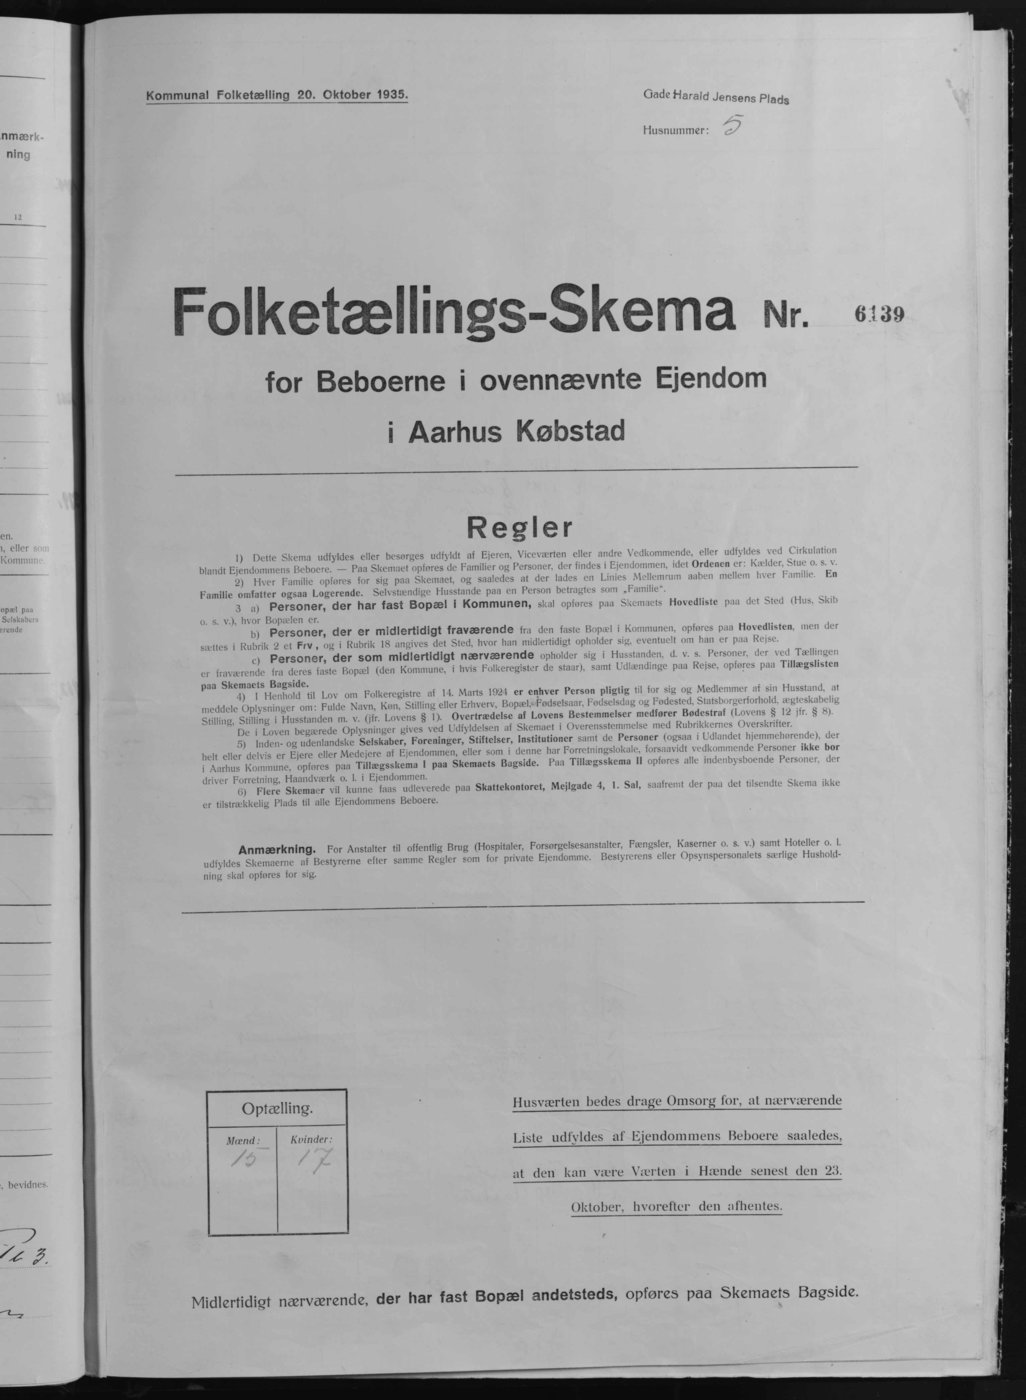 Kommunal Folketælling 20. Oktober 1935.
Gade Harald Jensens Plads
Husnummer: 5
Folketællings-Skema Nr. 6139
for Beboerne i ovennævnte Ejendom
i Aarhus Købstad
Regler
1) Dette Skema udfyldes eller besørges udfyldt af Ejeren, Viceværten eller andre Vedkommende, eller udfyldes ved Cirkulation
blandt Ejendommens Beboere. — Paa Skemaet opføres de Familier og Personer, der findes i Ejendommen, idet Ordenen er: Kælder, Stue o. s. v.
2) Hver Familie opføres for sig paa Skemaet, og saaledes at der lades en Linies Mellemrum aaben mellem hver Familie. En
Familie omfatter ogsaa Logerende. Selvstændige Husstande paa en Person betragtes som „Familie“.
3 a) Personer, der har fast Bopæl i Kommunen, skal opføres paa Skemaets Hovedliste paa det Sted (Hus, Skib
o. s. v.), hvor Bopælen er.
b) Personer, der er midlertidigt fraværende fra den faste Bopæl i Kommunen, opføres paa Hovedlisten, men der
sættes i Rubrik 2 et Frv., og i Rubrik 18 angives det Sted, hvor han midlertidigt opholder sig, eventuelt om han er paa Rejse.
c) Personer, der som midlertidigt nærværende opholder sig i Husstanden, d. v. s. Personer, der ved Tællingen
er fraværende fra deres faste Bopæl (den Kommune, i hvis Folkeregister de staar), samt Udlændinge paa Rejse, opføres paa Tillægslisten
paa Skemaets Bagside.
4) I Henhold til Lov om Folkeregistre af 14. Marts 1924 er enhver Person pligtig til for sig og Medlemmer af sin Husstand, at
meddele Oplysninger om: Fulde Navn, Køn, Stilling eller Erhverv, Bopæl, Fødselsaar, Fødselsdag og Fødested, Statsborgerforhold, ægteskabelig
Stilling, Stilling i Husstanden m. v. (jfr. Lovens § 1). Overtrædelse af Lovens Bestemmelser medfører Bødestraf (Lovens § 12 jfr. § 8).
De i Loven begærede Oplysninger gives ved Udfyldelsen af Skemaet i Overensstemmelse med Rubrikkernes Overskrifter.
5) Inden- og udenlandske Selskaber, Foreninger, Stiftelser, Institutioner samt de Personer (ogsaa i Udlandet hjemmehørende), der
helt eller delvis er Ejere eller Medejere af Ejendommen, eller som i denne har Forretningslokale, forsaavidt vedkommende Personer ikke bor
i Aarhus Kommune, opføres paa Tillægsskema I paa Skemaets Bagside. Paa Tillægsskema II opføres alle indenbysboende Personer, der
driver Forretning, Haandværk o. l. i Ejendommen.
6) Flere Skemaer vil kunne faas udleverede paa Skattekontoret, Mejlgade 4, 1. Sal, saafremt der paa det tilsendte Skema ikke
er tilstrækkelig Plads til alle Ejendommens Beboere.
Anmærkning. For Anstalter til offentlig Brug (Hospitaler, Forsørgelsesanstalter, Fængsler, Kaserner o. s. v.) samt Hoteller o. l.
udfyldes Skemaerne af Bestyrerne efter samme Regler som for private Ejendomme. Bestyrerens eller Opsynspersonalets særlige Hushold-
ning skal opføres for sig.
Optælling.
Mænd: Kvinder:
15 17
Husværten bedes drage Omsorg for, at nærværende
Liste udfyldes af Ejendommens Beboere saaledes,
at den kan være Værten i Hænde senest den 23.
Oktober, hvorefter den afhentes.
Midlertidigt nærværende, der har fast Bopæl andetsteds, opføres paa Skemaets Bagside.
nmærk-
ning
12
en.
, eller som
Kommune.
opæl paa
Selskabers
erende
, bevidnes.
3.